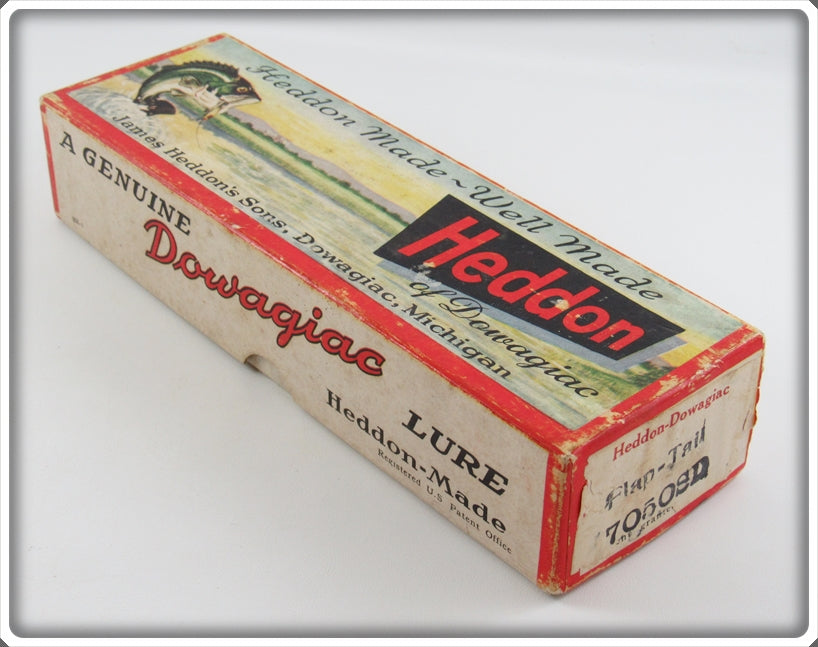 Heddon Made ~ Well Made
Heddon
of Dowagiac
James Heddon's Sons, Dowagiac, Michigan
A GENUINE
Dowagiac
LURE
Heddon-Made
Registered U.S. Patent Office
Heddon-Dowagiac
Flap-Tail
7050SD